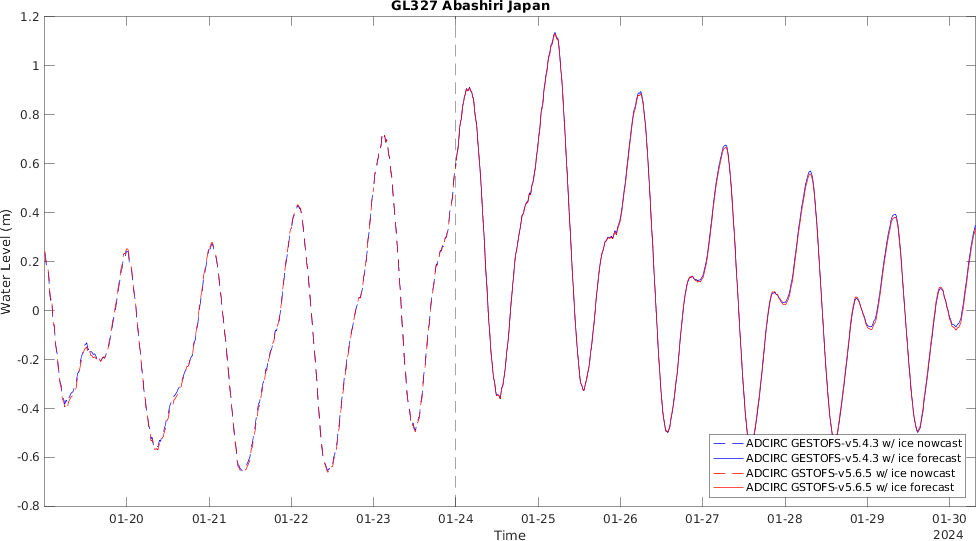 GL327 Abashiri Japan
1.2
1
0.8
0.6
0.4
0.2
0
-0.2
-0.4
-0.6
-0.8
Water Level (m)
ADCIRC GESTOFS-v5.4.3 w/ ice nowcast
ADCIRC GESTOFS-v5.4.3 w/ ice forecast
ADCIRC GSTOFS-v5.6.5 w/ ice nowcast
ADCIRC GSTOFS-v5.6.5 w/ ice forecast
01-20 01-21 01-22 01-23 01-24 01-25 01-26 01-27 01-28 01-29 01-30
Time
2024